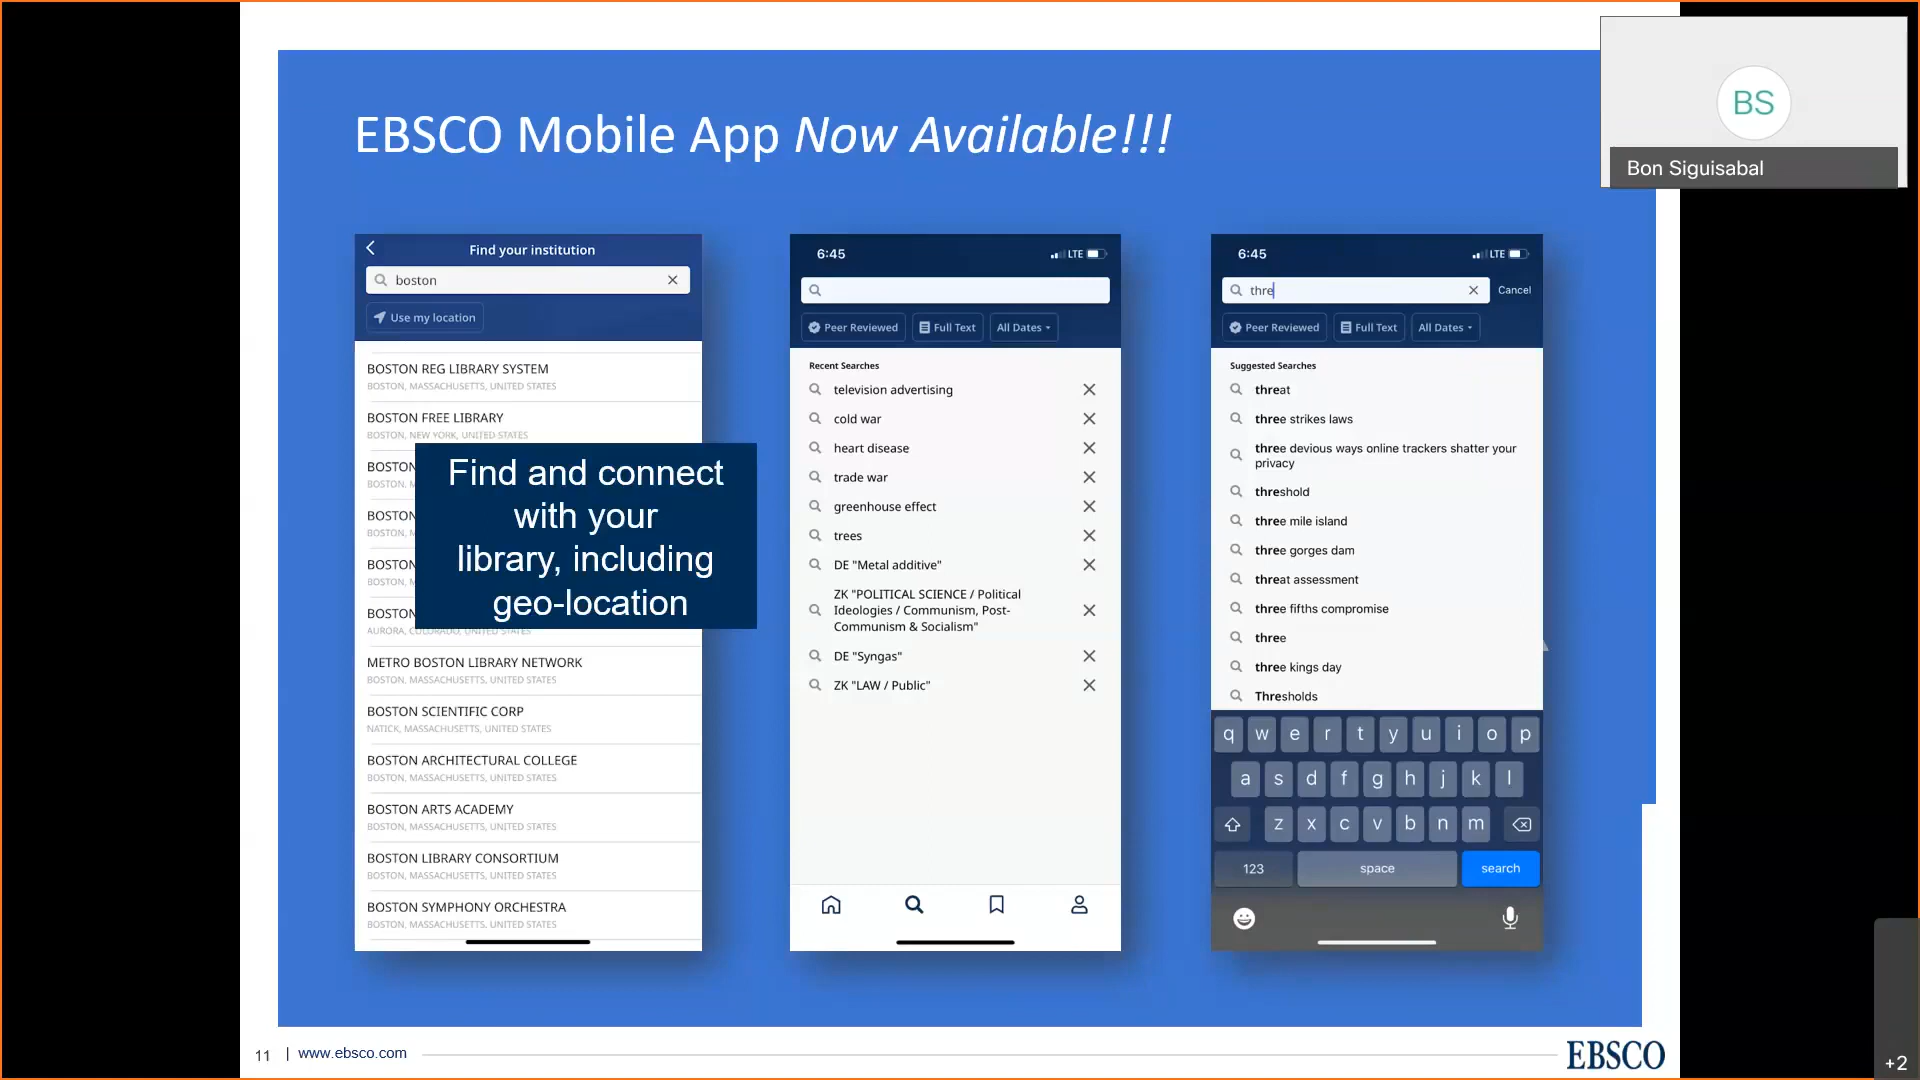 EBSCO Mobile App Now Available!!!
BS
Bon Siguisabal
Find your institution
boston
Use my location
BOSTON REG LIBRARY SYSTEM
BOSTON, MASSACHUSETTS, UNITED STATES
BOSTON FREE LIBRARY
BOSTON, NEW YORK, UNITED STATES
BOSTON
BOSTON, M
BOSTON
BOSTON, M
BOSTON
BOSTON, M
BOSTON
AURORA, COLORADO, UNITED STATES
METRO BOSTON LIBRARY NETWORK
BOSTON, MASSACHUSETTS, UNITED STATES
BOSTON SCIENTIFIC CORP
NATICK, MASSACHUSETTS, UNITED STATES
BOSTON ARCHITECTURAL COLLEGE
BOSTON, MASSACHUSETTS, UNITED STATES
BOSTON ARTS ACADEMY
BOSTON, MASSACHUSETTS, UNITED STATES
BOSTON LIBRARY CONSORTIUM
BOSTON, MASSACHUSETTS, UNITED STATES
BOSTON SYMPHONY ORCHESTRA
BOSTON, MASSACHUSETTS, UNITED STATES
Find and connect
with your
library, including
geo-location
6:45
LTE
Peer Reviewed Full Text All Dates
Recent Searches
television advertising
cold war
heart disease
trade war
greenhouse effect
trees
DE "Metal additive"
ZK "POLITICAL SCIENCE / Political
Ideologies / Communism, Post-
Communism & Socialism"
DE "Syngas"
ZK "LAW / Public"
6:45
LTE
thre
Cancel
Peer Reviewed Full Text All Dates
Suggested Searches
threat
three strikes laws
three devious ways online trackers shatter your
privacy
threshold
three mile island
three gorges dam
threat assessment
three fifths compromise
three
three kings day
Thresholds
q w e r t y u i o p
a s d f g h j k l
z x c v b n m
123 space search
11 | www.ebsco.com
EBSCO
+2